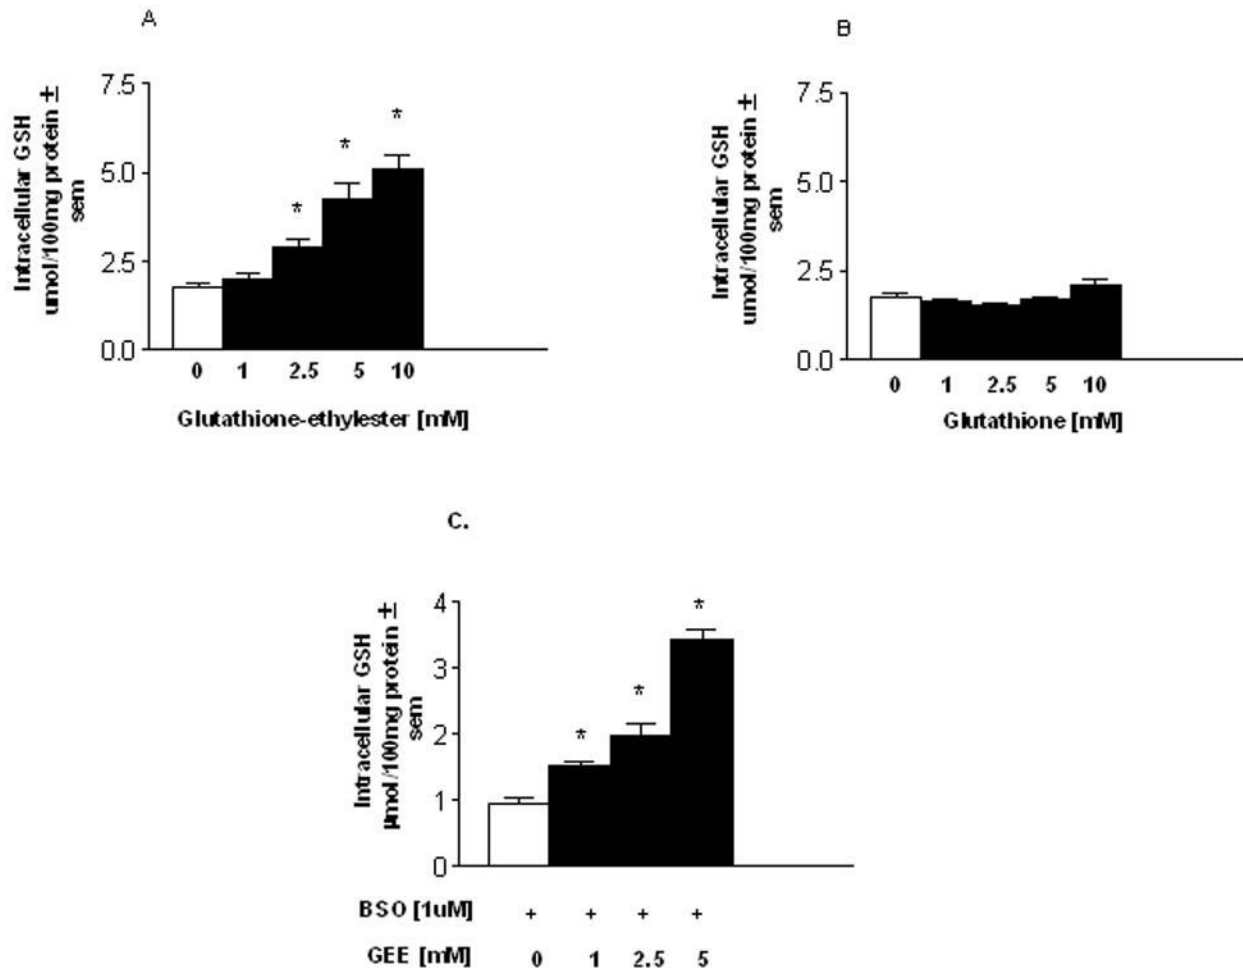 A
Intracellular GSH
umol/100mg protein ±
sem
7.5
5.0
2.5
0.0
*
*
*
0 1 2.5 5 10
Glutathione-ethylester [mM]
B
Intracellular GSH
umol/100mg protein ±
sem
7.5
5.0
2.5
0.0
0 1 2.5 5 10
Glutathione [mM]
C.
Intracellular GSH
µmol/100mg protein ±
sem
4
3
2
1
0
*
*
*
BSO [1uM] + + + +
GEE [mM] 0 1 2.5 5